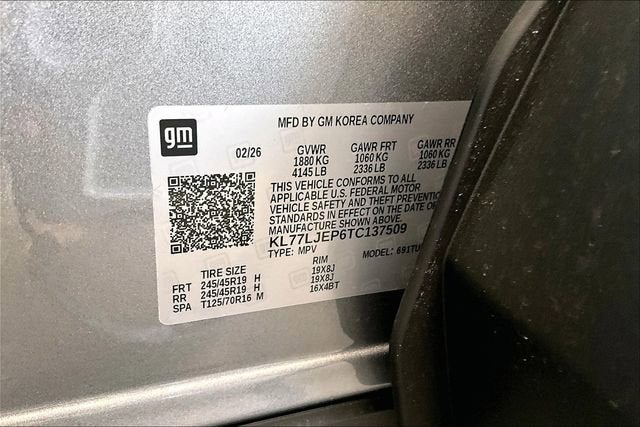 gm
MFD BY GM KOREA COMPANY
02/26 GVWR GAWR FRT GAWR RR
1880 KG 1060 KG 1060 KG
4145 LB 2336 LB 2336 LB
THIS VEHICLE CONFORMS TO ALL
APPLICABLE U.S. FEDERAL MOTOR
VEHICLE SAFETY AND THEFT
STANDARDS IN EFFECT ON THE DATE OF
MANUFACTURE SHOWN ABOVE.
KL77LJEP6TC137509
TYPE: MPV MODEL:
TIRE SIZE RIM
FRT 245/45R19 H 19X8J
RR 245/45R19 H 19X8J
SPA T125/70R16 M 16X4BT